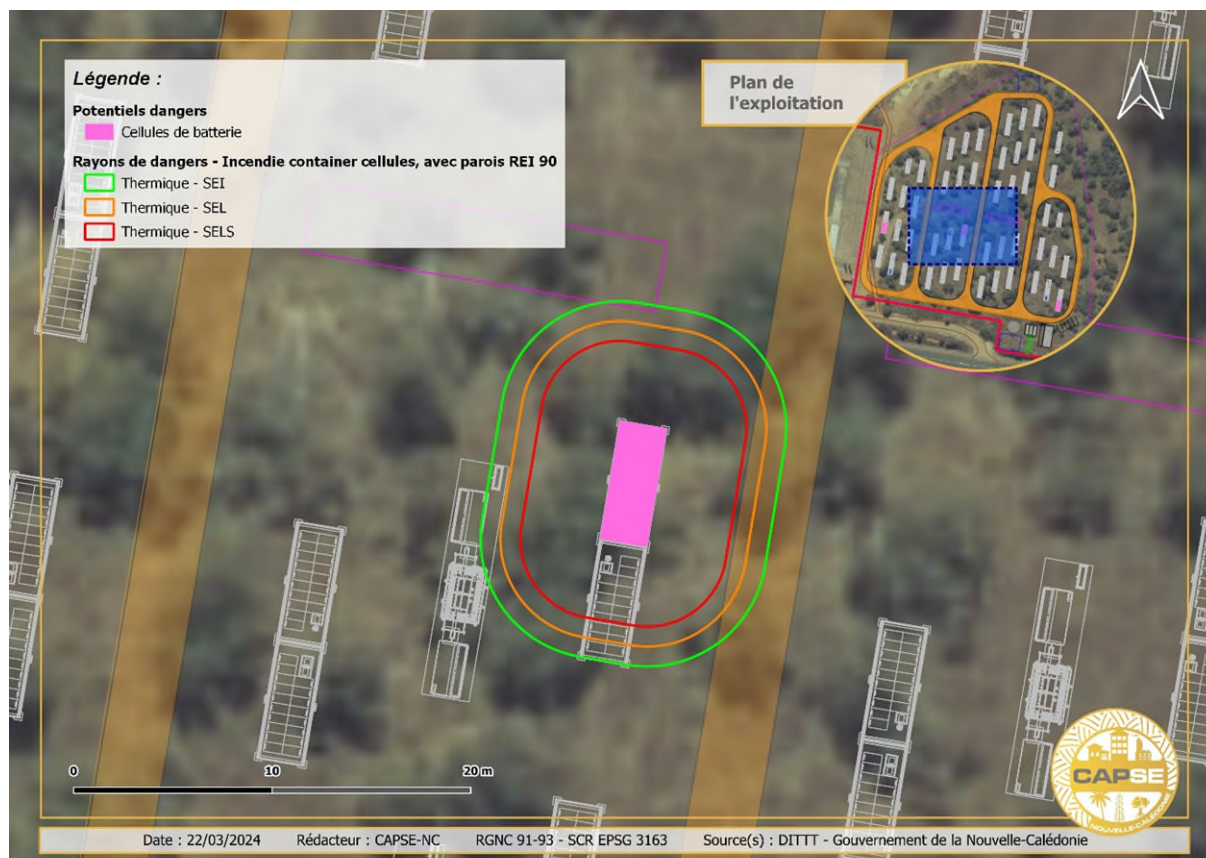 Légende :
Potentiels dangers
Cellules de batterie
Rayons de dangers - Incendie container cellules, avec parois REI 90
Thermique - SEI
Thermique - SEL
Thermique - SELS
Plan de
l'exploitation
0 10 20 m
CAPSE
NOUVELLE-CALÉDONIE
Date : 22/03/2024 Rédacteur : CAPSE-NC RGNC 91-93 - SCR EPSG 3163 Source(s) : DITTT - Gouvernement de la Nouvelle-Calédonie